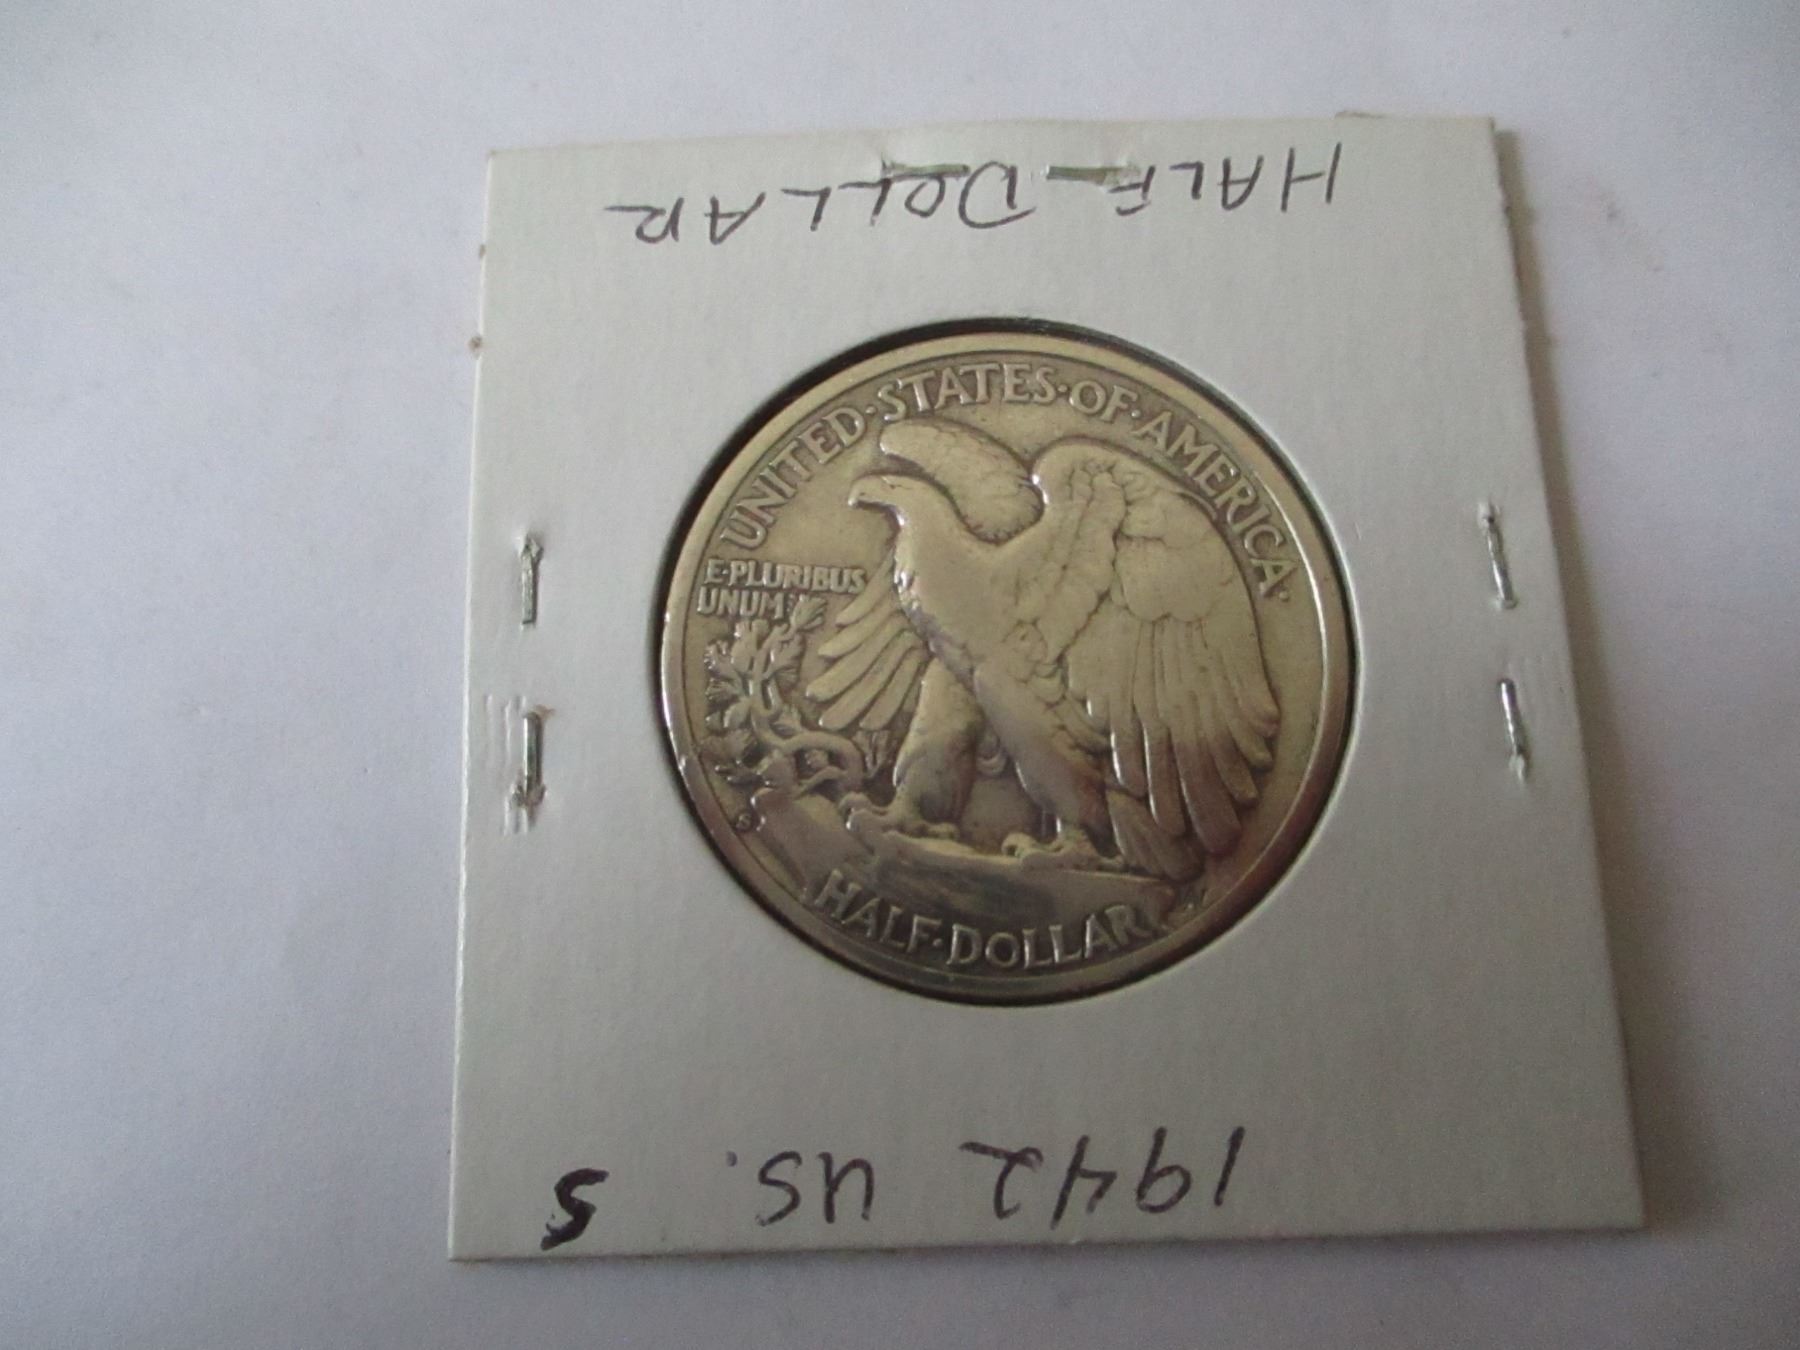 HALF DOLLAR
UNITED·STATES·OF·AMERICA·
E·PLURIBUS
UNUM
S
HALF·DOLLAR
1942 US. S